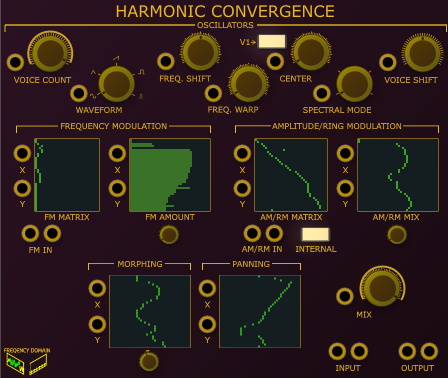 HARMONIC CONVERGENCE
OSCILLATORS
V1➔
VOICE COUNT
FREQ. SHIFT
CENTER
VOICE SHIFT
WAVEFORM
FREQ. WARP
SPECTRAL MODE
FREQUENCY MODULATION
AMPLITUDE/RING MODULATION
X
X
X
X
Y
Y
Y
Y
FM MATRIX
FM AMOUNT
AM/RM MATRIX
AM/RM MIX
FM IN
AM/RM IN
INTERNAL
MORPHING
PANNING
X
X
Y
Y
MIX
FREQENCY DOMAIN
INPUT
OUTPUT